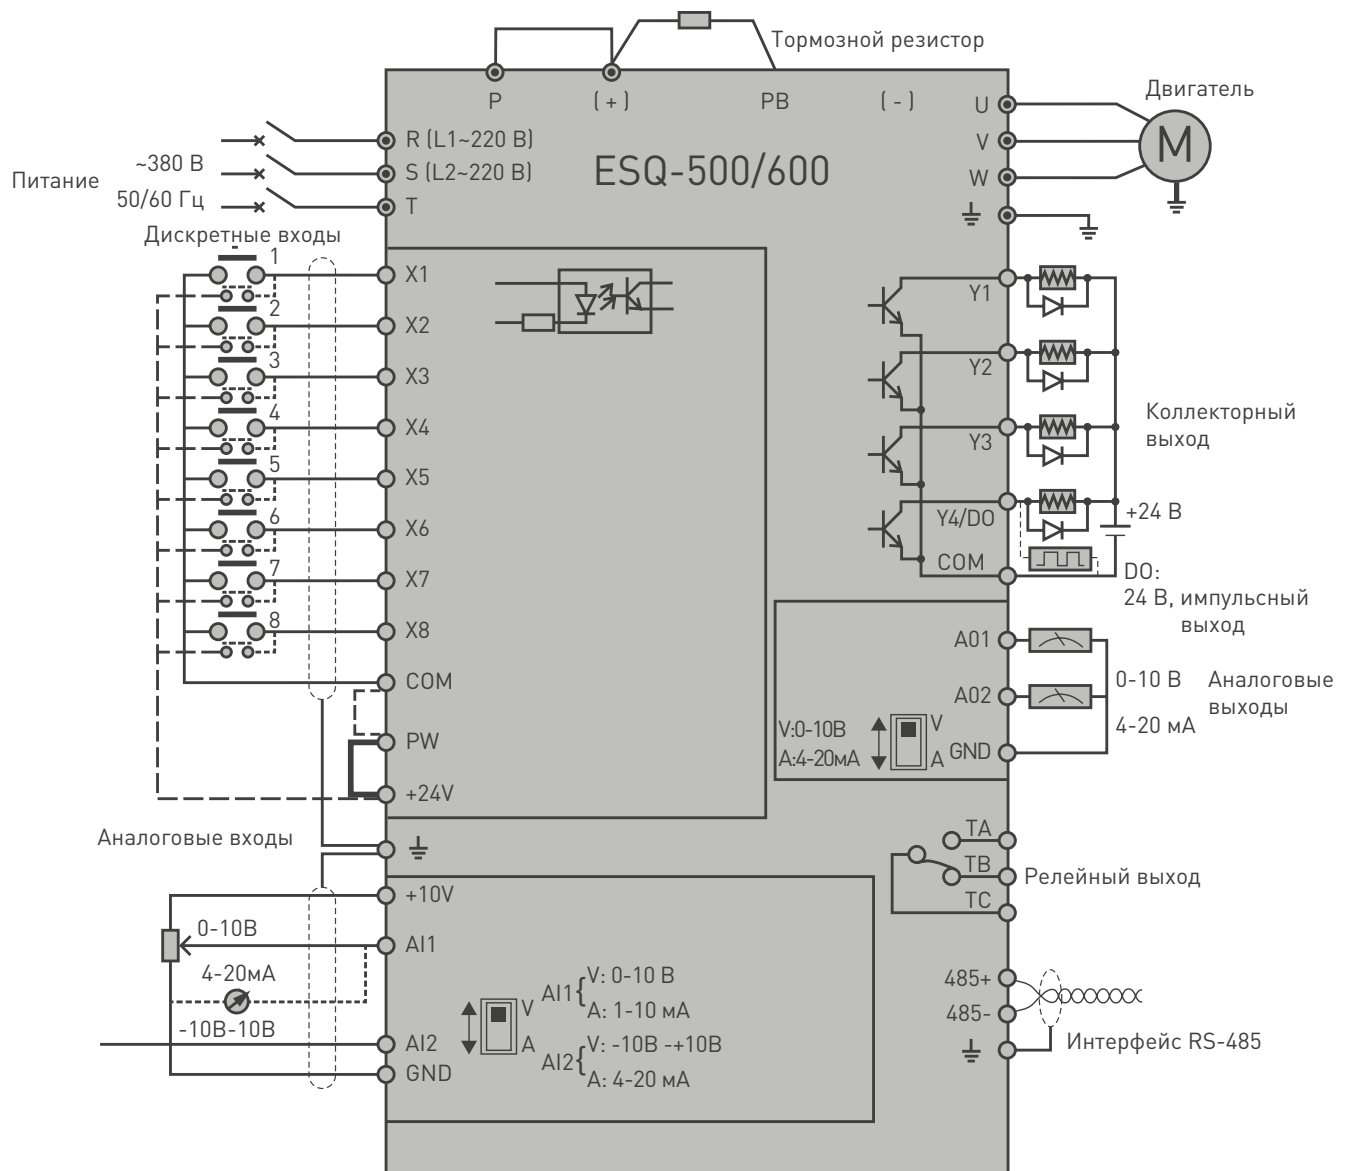 Тормозной резистор
P
(+)
PB
(-)
Двигатель
U
V
W
M
R (L1~220 В)
S (L2~220 В)
T
ESQ-500/600
Питание
~380 В
50/60 Гц
Дискретные входы
1
2
3
4
5
6
7
8
X1
X2
X3
X4
X5
X6
X7
X8
COM
PW
+24V
Y1
Y2
Y3
Y4/DO
COM
Коллекторный
выход
+24 В
DO:
24 В, импульсный
выход
A01
A02
GND
V:0-10В
A:4-20мА
V
A
0-10 В
4-20 мА
Аналоговые
выходы
TA
TB
TC
Релейный выход
Аналоговые входы
+10V
0-10В
AI1
4-20мА
-10В-10В
AI2
GND
V
A
AI1
V: 0-10 В
A: 1-10 мА
AI2
V: -10В -+10В
A: 4-20 мА
485+
485-
Интерфейс RS-485